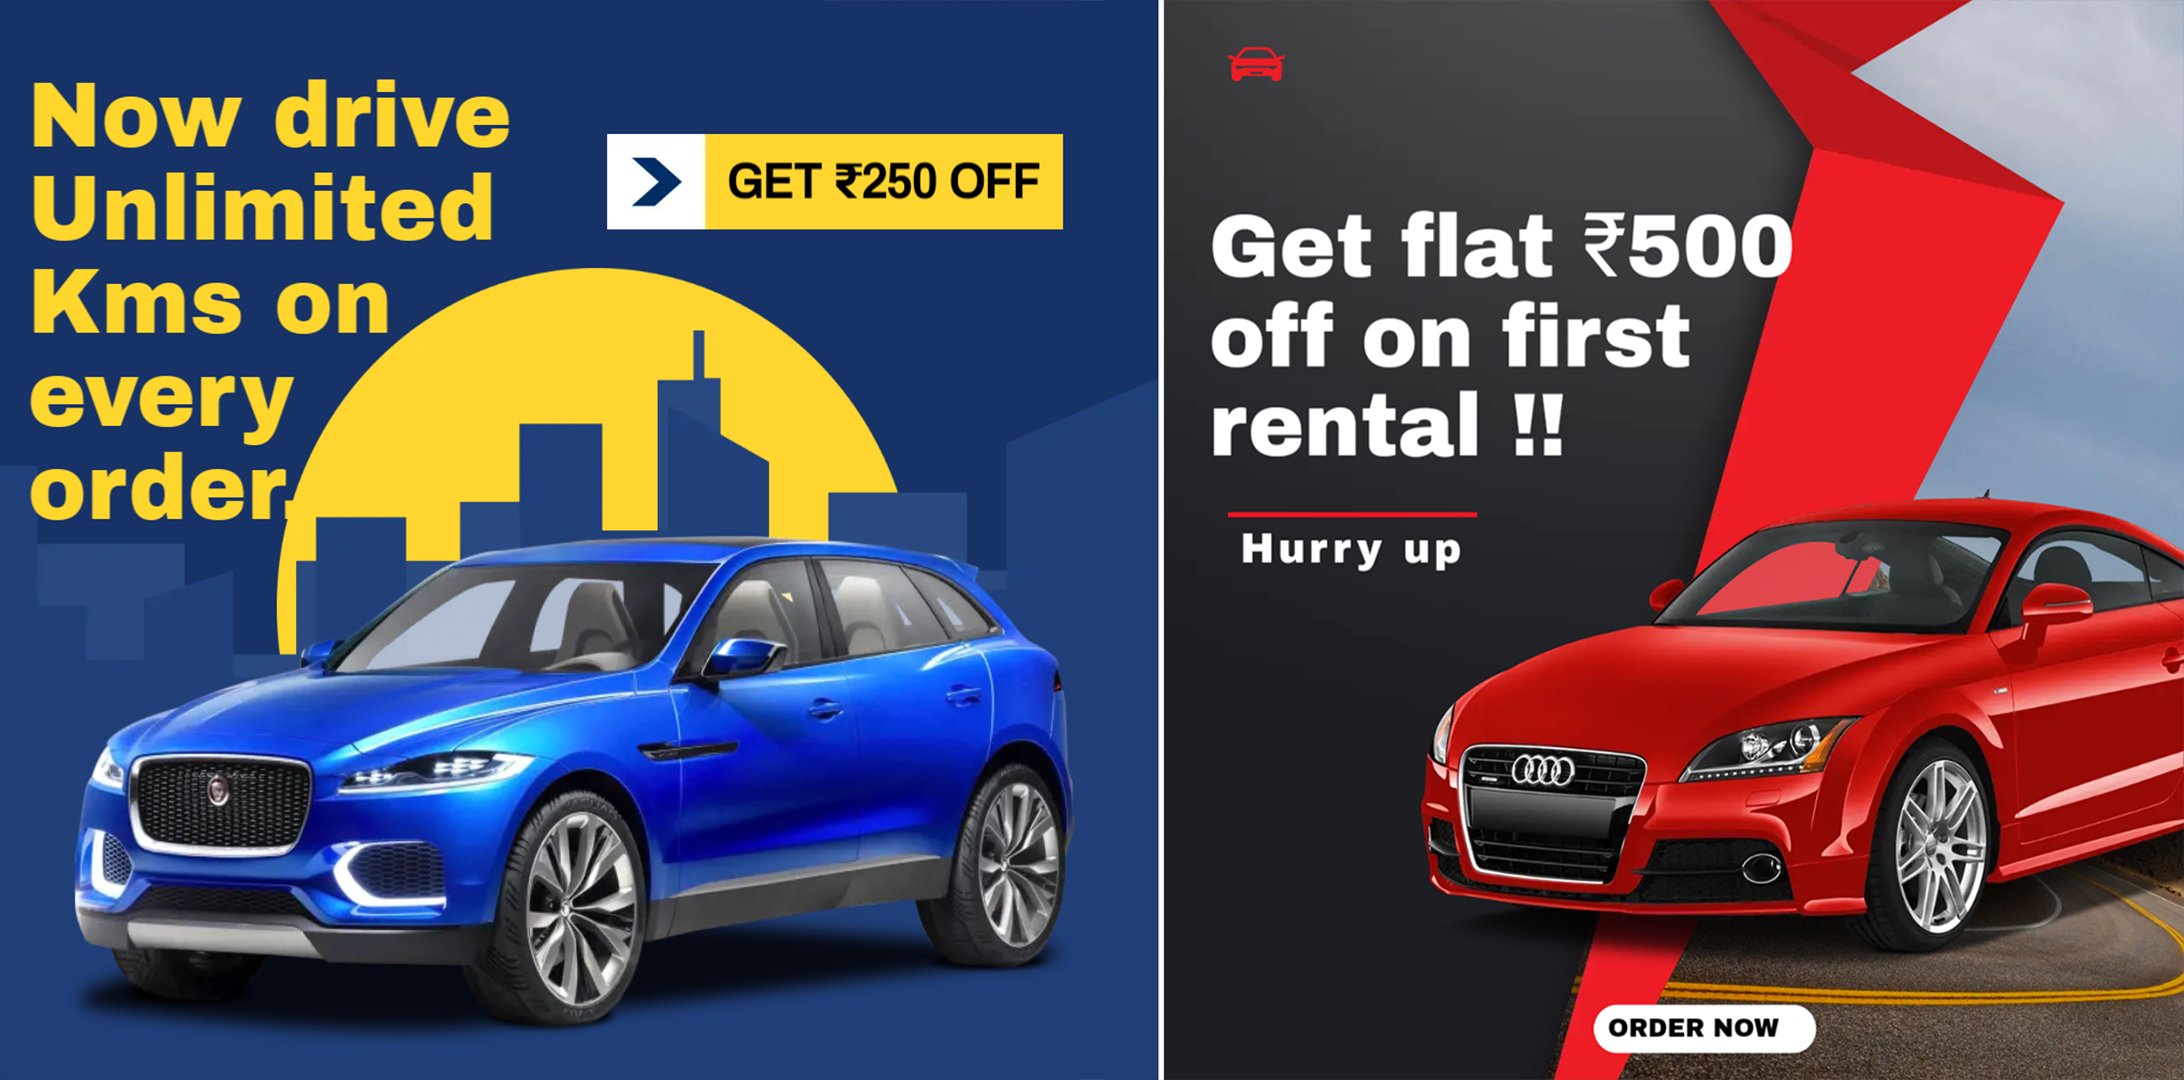 Now drive
Unlimited
Kms on
every
order.
GET ₹250 OFF
Get flat ₹500
off on first
rental !!
Hurry up
ORDER NOW